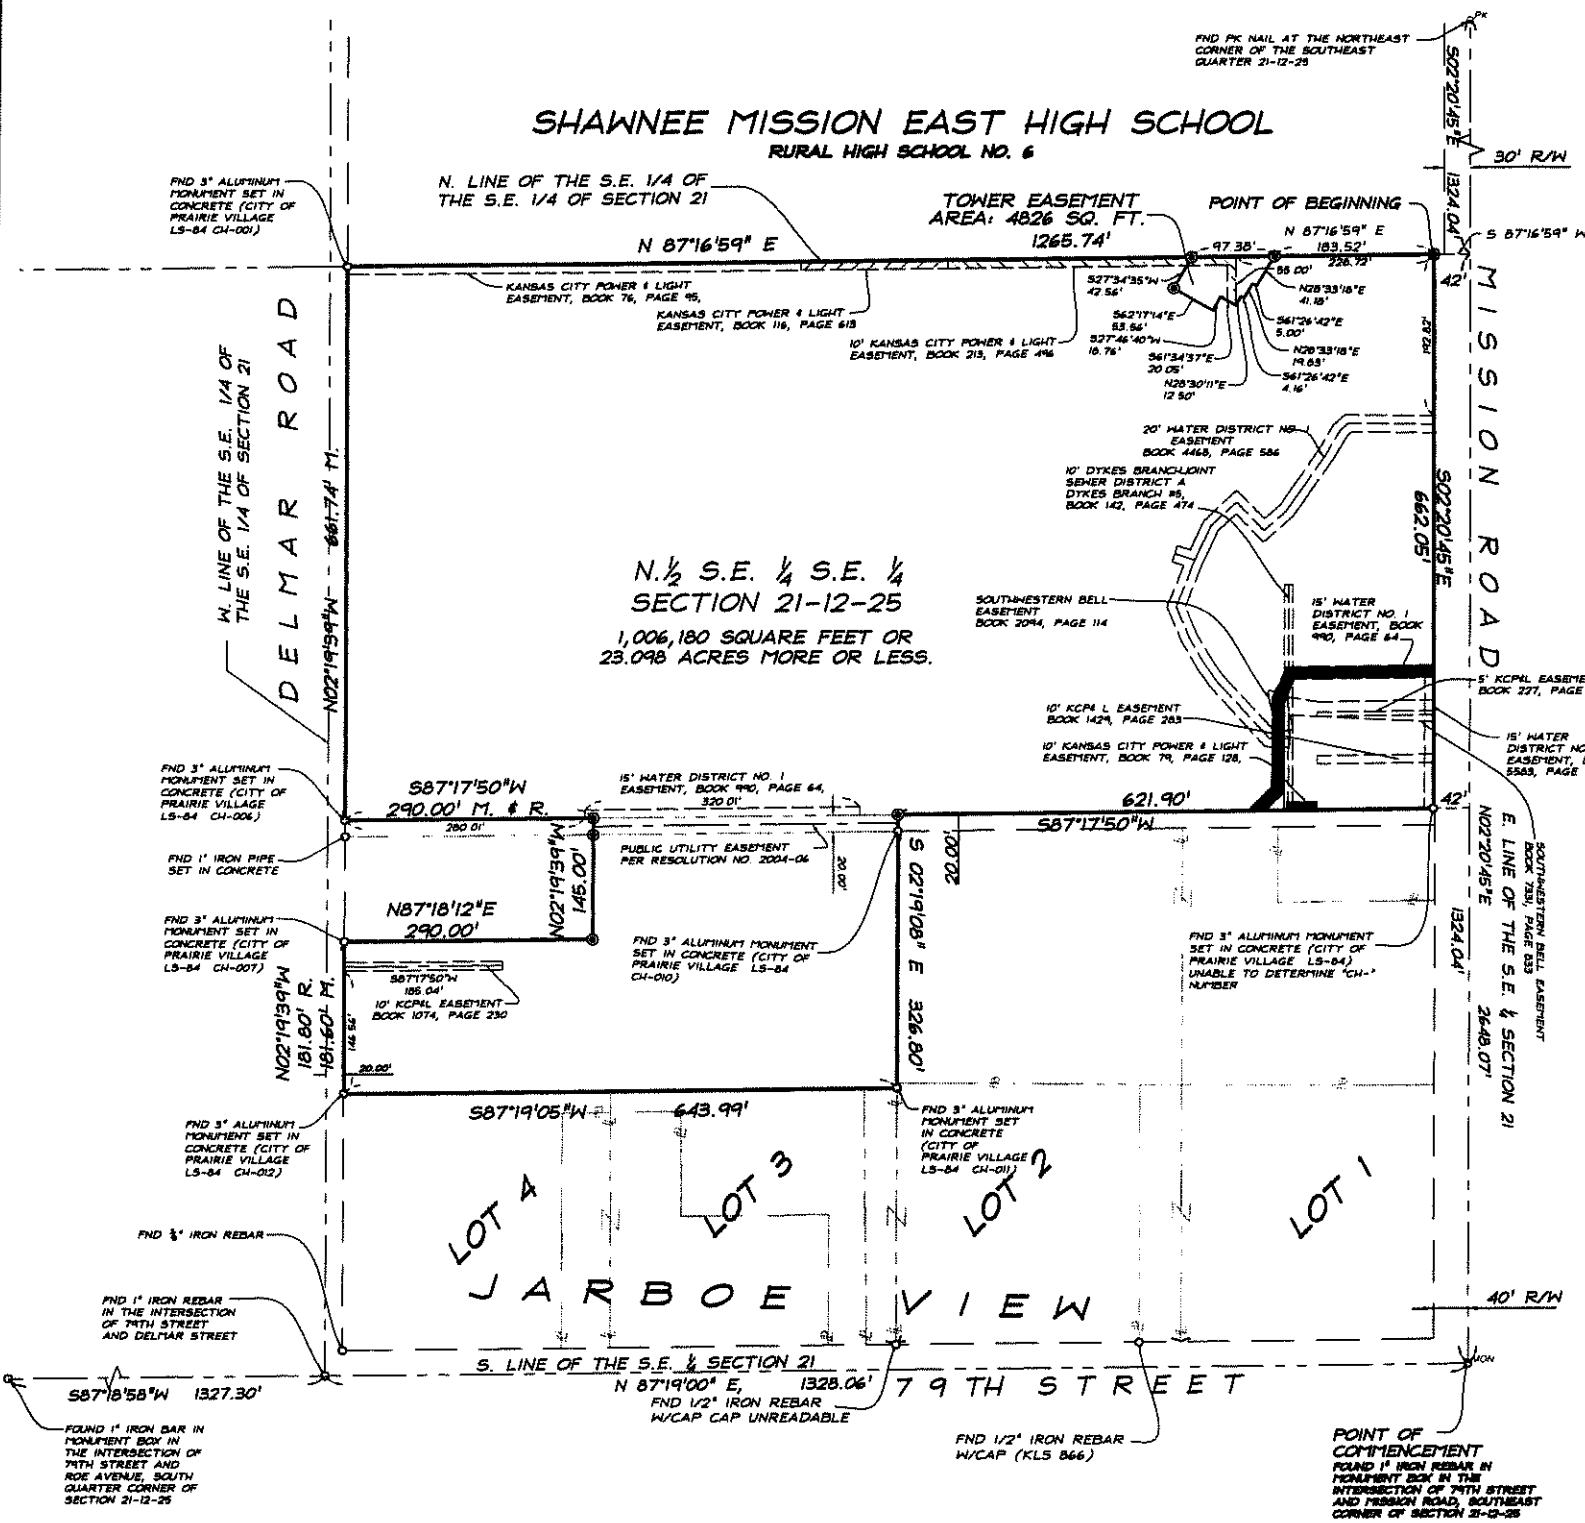 PK
FND PK NAIL AT THE NORTHEAST
CORNER OF THE SOUTHEAST
QUARTER 21-12-25
S02°20'45"E 1324.04'
30' R/W
SHAWNEE MISSION EAST HIGH SCHOOL
RURAL HIGH SCHOOL NO. 6
FND 3" ALUMINUM
MONUMENT SET IN
CONCRETE (CITY OF
PRAIRIE VILLAGE
LS-84 CH-001)
N. LINE OF THE S.E. 1/4 OF
THE S.E. 1/4 OF SECTION 21
TOWER EASEMENT
AREA: 4826 SQ. FT.
POINT OF BEGINNING
N 87°16'59" E
1265.74'
97.38'
N 87°16'59" E
183.52'
226.72'
55.00'
S 87°16'59" W
42'
KANSAS CITY POWER & LIGHT
EASEMENT, BOOK 76, PAGE 95,
KANSAS CITY POWER & LIGHT
EASEMENT, BOOK 116, PAGE 613
10' KANSAS CITY POWER & LIGHT
EASEMENT, BOOK 213, PAGE 496
S27°34'35"W
42.56'
S62°17'14"E
53.56'
S27°46'40"W
18.76'
S61°34'37"E
20.05'
N28°30'11"E
12.50'
N28°33'18"E
41.18'
S61°26'42"E
5.00'
N28°33'18"E
19.83'
S61°26'42"E
4.16'
DELMAR ROAD
W. LINE OF THE S.E. 1/4 OF
THE S.E. 1/4 OF SECTION 21
N02°19'39"W 661.74' M.
MISSION ROAD
S02°20'45"E
662.05'
20' WATER DISTRICT NO. 1
EASEMENT
BOOK 4468, PAGE 586
10' DYKES BRANCH JOINT
SEWER DISTRICT A
DYKES BRANCH #5,
BOOK 142, PAGE 474
N.½ S.E. ¼ S.E. ¼
SECTION 21-12-25
1,006,180 SQUARE FEET OR
23.098 ACRES MORE OR LESS.
SOUTHWESTERN BELL
EASEMENT
BOOK 2094, PAGE 114
15' WATER
DISTRICT NO. 1
EASEMENT, BOOK
990, PAGE 64
5' KCP&L EASEME
BOOK 227, PAGE
10' KCP& L EASEMENT
BOOK 1429, PAGE 283
10' KANSAS CITY POWER & LIGHT
EASEMENT, BOOK 79, PAGE 128,
15' WATER
DISTRICT NO
EASEMENT,
5583, PAGE
FND 3" ALUMINUM
MONUMENT SET IN
CONCRETE (CITY OF
PRAIRIE VILLAGE
LS-84 CH-006)
S87°17'50"W
290.00' M. & R.
280.01'
15' WATER DISTRICT NO. 1
EASEMENT, BOOK 990, PAGE 64,
320.01'
621.90'
S87°17'50"W
42'
FND 1" IRON PIPE
SET IN CONCRETE
N02°19'39"W
145.00'
PUBLIC UTILITY EASEMENT
PER RESOLUTION NO. 2004-06
20.00'
20.00'
S 02°19'08" E 326.80'
N87°18'12"E
290.00'
FND 3" ALUMINUM
MONUMENT SET IN
CONCRETE (CITY OF
PRAIRIE VILLAGE
LS-84 CH-007)
S87°17'50"W
185.04'
10' KCP&L EASEMENT
BOOK 1074, PAGE 230
FND 3" ALUMINUM MONUMENT
SET IN CONCRETE (CITY OF
PRAIRIE VILLAGE LS-84
CH-010)
FND 3" ALUMINUM MONUMENT
SET IN CONCRETE (CITY OF
PRAIRIE VILLAGE LS-84)
UNABLE TO DETERMINE "CH-"
NUMBER
N02°20'45"E 1324.04'
E. LINE OF THE S.E. ¼ SECTION 21
2648.07'
SOUTHWESTERN BELL EASEMENT
BOOK 7331, PAGE 833
N02°19'39"W
181.80' R.
181.60' M.
20.00'
S87°19'05"W
643.99'
FND 3" ALUMINUM
MONUMENT SET IN
CONCRETE (CITY OF
PRAIRIE VILLAGE
LS-84 CH-012)
FND 3" ALUMINUM
MONUMENT SET
IN CONCRETE
(CITY OF
PRAIRIE VILLAGE
LS-84 CH-011)
LOT 4
LOT 3
LOT 2
LOT 1
JARBOE VIEW
FND ⅝" IRON REBAR
FND 1" IRON REBAR
IN THE INTERSECTION
OF 79TH STREET
AND DELMAR STREET
40' R/W
MON
S. LINE OF THE S.E. ¼ SECTION 21
S87°18'58"W 1327.30'
N 87°19'00" E, 1328.06'
79TH STREET
FND 1/2" IRON REBAR
W/CAP CAP UNREADABLE
FND 1/2" IRON REBAR
W/CAP (KLS 866)
FOUND 1" IRON BAR IN
MONUMENT BOX IN
THE INTERSECTION OF
79TH STREET AND
ROE AVENUE, SOUTH
QUARTER CORNER OF
SECTION 21-12-25
POINT OF
COMMENCEMENT
FOUND 1" IRON REBAR IN
MONUMENT BOX IN THE
INTERSECTION OF 79TH STREET
AND MISSION ROAD, SOUTHEAST
CORNER OF SECTION 21-12-25